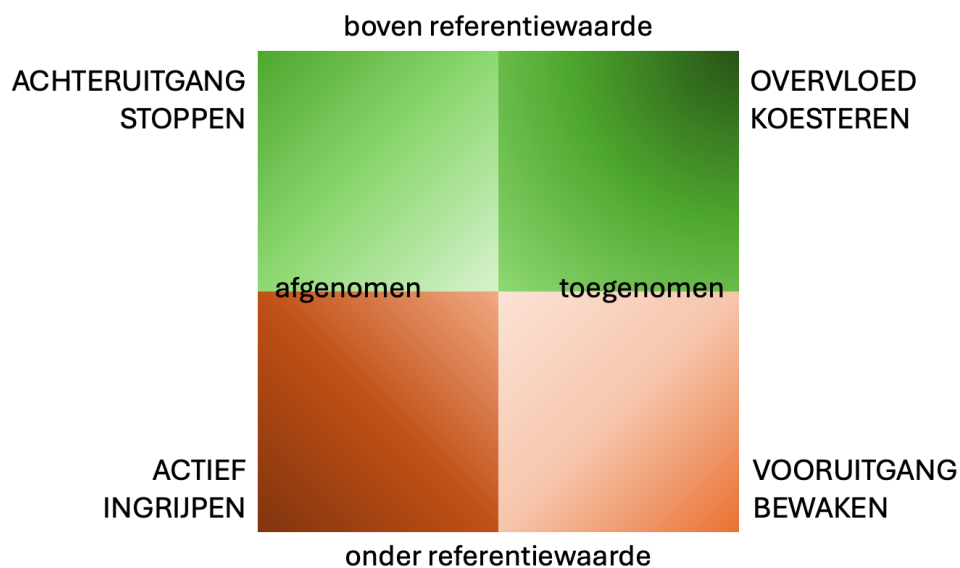 boven referentiewaarde
ACHTERUITGANG
STOPPEN
OVERVLOED
KOESTEREN
afgenomen
toegenomen
ACTIEF
INGRIJPEN
VOORUITGANG
BEWAKEN
onder referentiewaarde